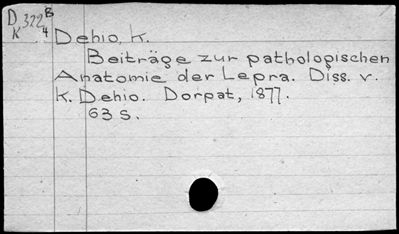 D 322 B
K 4
Dehio, K.
Beiträge zur pathologischen
Anatomie der Lepra. Diss. v.
K. Dehio. Dorpat, 1877.
63 S.